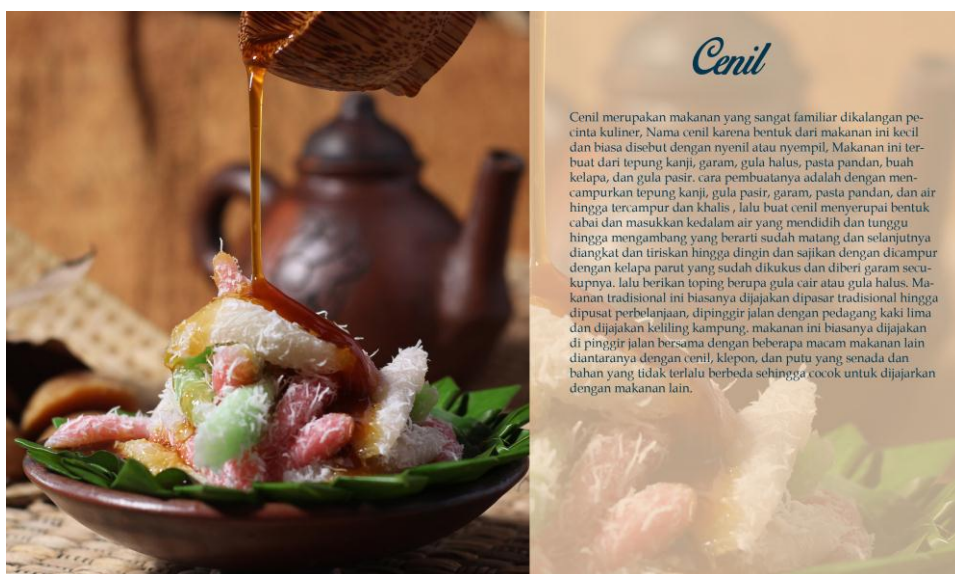 Cenil
Cenil merupakan makanan yang sangat familiar dikalangan pe-
cinta kuliner, Nama cenil karena bentuk dari makanan ini kecil
dan biasa disebut dengan nyenil atau nyempil, Makanan ini ter-
buat dari tepung kanji, garam, gula halus, pasta pandan, buah
kelapa, dan gula pasir. cara pembuatanya adalah dengan men-
campurkan tepung kanji, gula pasir, garam, pasta pandan, dan air
hingga tercampur dan khalis , lalu buat cenil menyerupai bentuk
cabai dan masukkan kedalam air yang mendidih dan tunggu
hingga mengambang yang berarti sudah matang dan selanjutnya
diangkat dan tiriskan hingga dingin dan sajikan dengan dicampur
dengan kelapa parut yang sudah dikukus dan diberi garam secu-
kupnya. lalu berikan toping berupa gula cair atau gula halus. Ma-
kanan tradisional ini biasanya dijajakan dipasar tradisional hingga
dipusat perbelanjaan, dipinggir jalan dengan pedagang kaki lima
dan dijajakan keliling kampung. makanan ini biasanya dijajakan
di pinggir jalan bersama dengan beberapa macam makanan lain
diantaranya dengan cenil, klepon, dan putu yang senada dan
bahan yang tidak terlalu berbeda sehingga cocok untuk dijajarkan
dengan makanan lain.